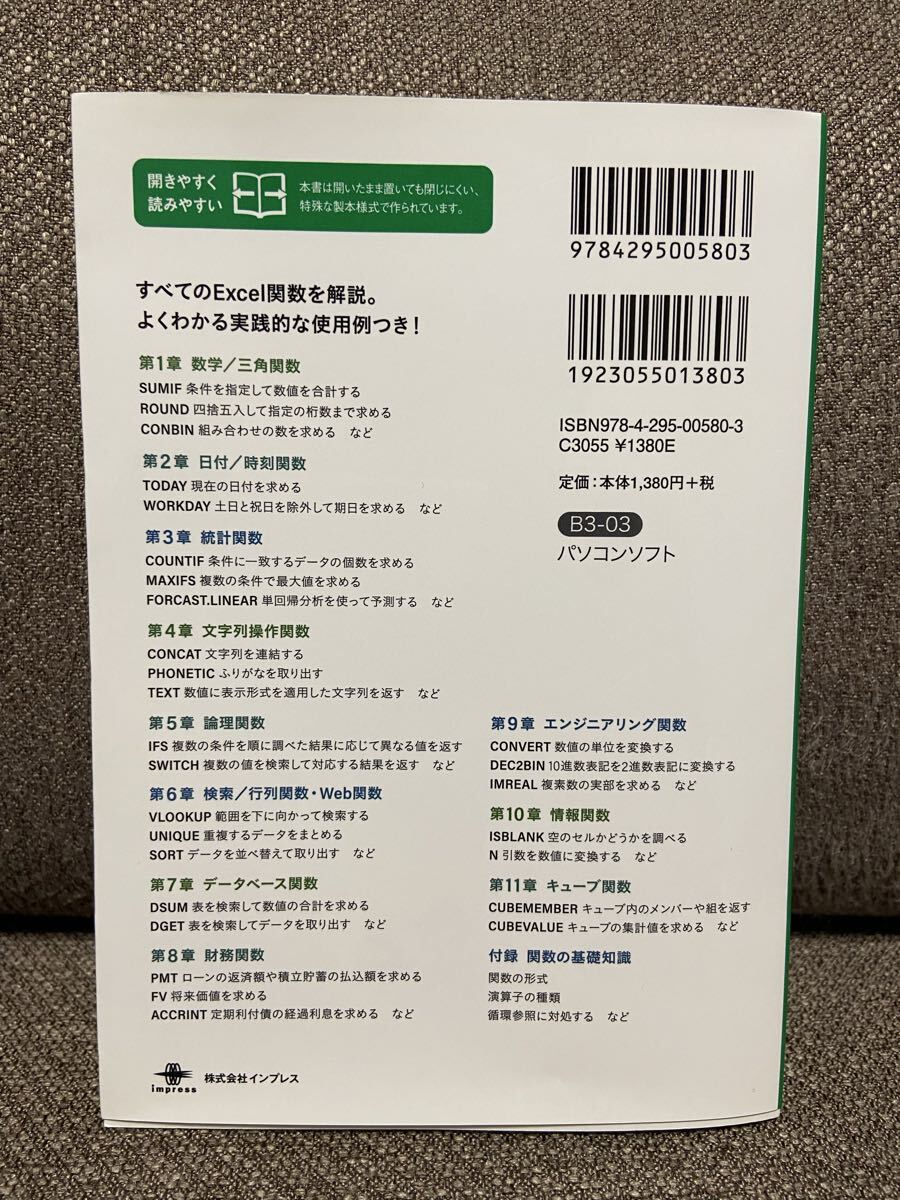 開きやすく
読みやすい
本書は開いたまま置いても閉じにくい、
特殊な製本様式で作られています。
9784295005803
1923055013803
ISBN978-4-295-00580-3
C3055 ¥1380E
定価：本体1,380円＋税
B3-03
パソコンソフト
すべてのExcel関数を解説。
よくわかる実践的な使用例つき！
第1章 数学／三角関数
SUMIF 条件を指定して数値を合計する
ROUND 四捨五入して指定の桁数まで求める
CONBIN 組み合わせの数を求める など
第2章 日付／時刻関数
TODAY 現在の日付を求める
WORKDAY 土日と祝日を除外して期日を求める など
第3章 統計関数
COUNTIF 条件に一致するデータの個数を求める
MAXIFS 複数の条件で最大値を求める
FORCAST.LINEAR 単回帰分析を使って予測する など
第4章 文字列操作関数
CONCAT 文字列を連結する
PHONETIC ふりがなを取り出す
TEXT 数値に表示形式を適用した文字列を返す など
第5章 論理関数
IFS 複数の条件を順に調べた結果に応じて異なる値を返す
SWITCH 複数の値を検索して対応する結果を返す など
第6章 検索／行列関数・Web関数
VLOOKUP 範囲を下に向かって検索する
UNIQUE 重複するデータをまとめる
SORT データを並べ替えて取り出す など
第7章 データベース関数
DSUM 表を検索して数値の合計を求める
DGET 表を検索してデータを取り出す など
第8章 財務関数
PMT ローンの返済額や積立貯蓄の払込額を求める
FV 将来価値を求める
ACCRINT 定期利付債の経過利息を求める など
第9章 エンジニアリング関数
CONVERT 数値の単位を変換する
DEC2BIN 10進数表記を2進数表記に変換する
IMREAL 複素数の実部を求める など
第10章 情報関数
ISBLANK 空のセルかどうかを調べる
N 引数を数値に変換する など
第11章 キューブ関数
CUBEMEMBER キューブ内のメンバーや組を返す
CUBEVALUE キューブの集計値を求める など
付録 関数の基礎知識
関数の形式
演算子の種類
循環参照に対処する など
impress
株式会社インプレス